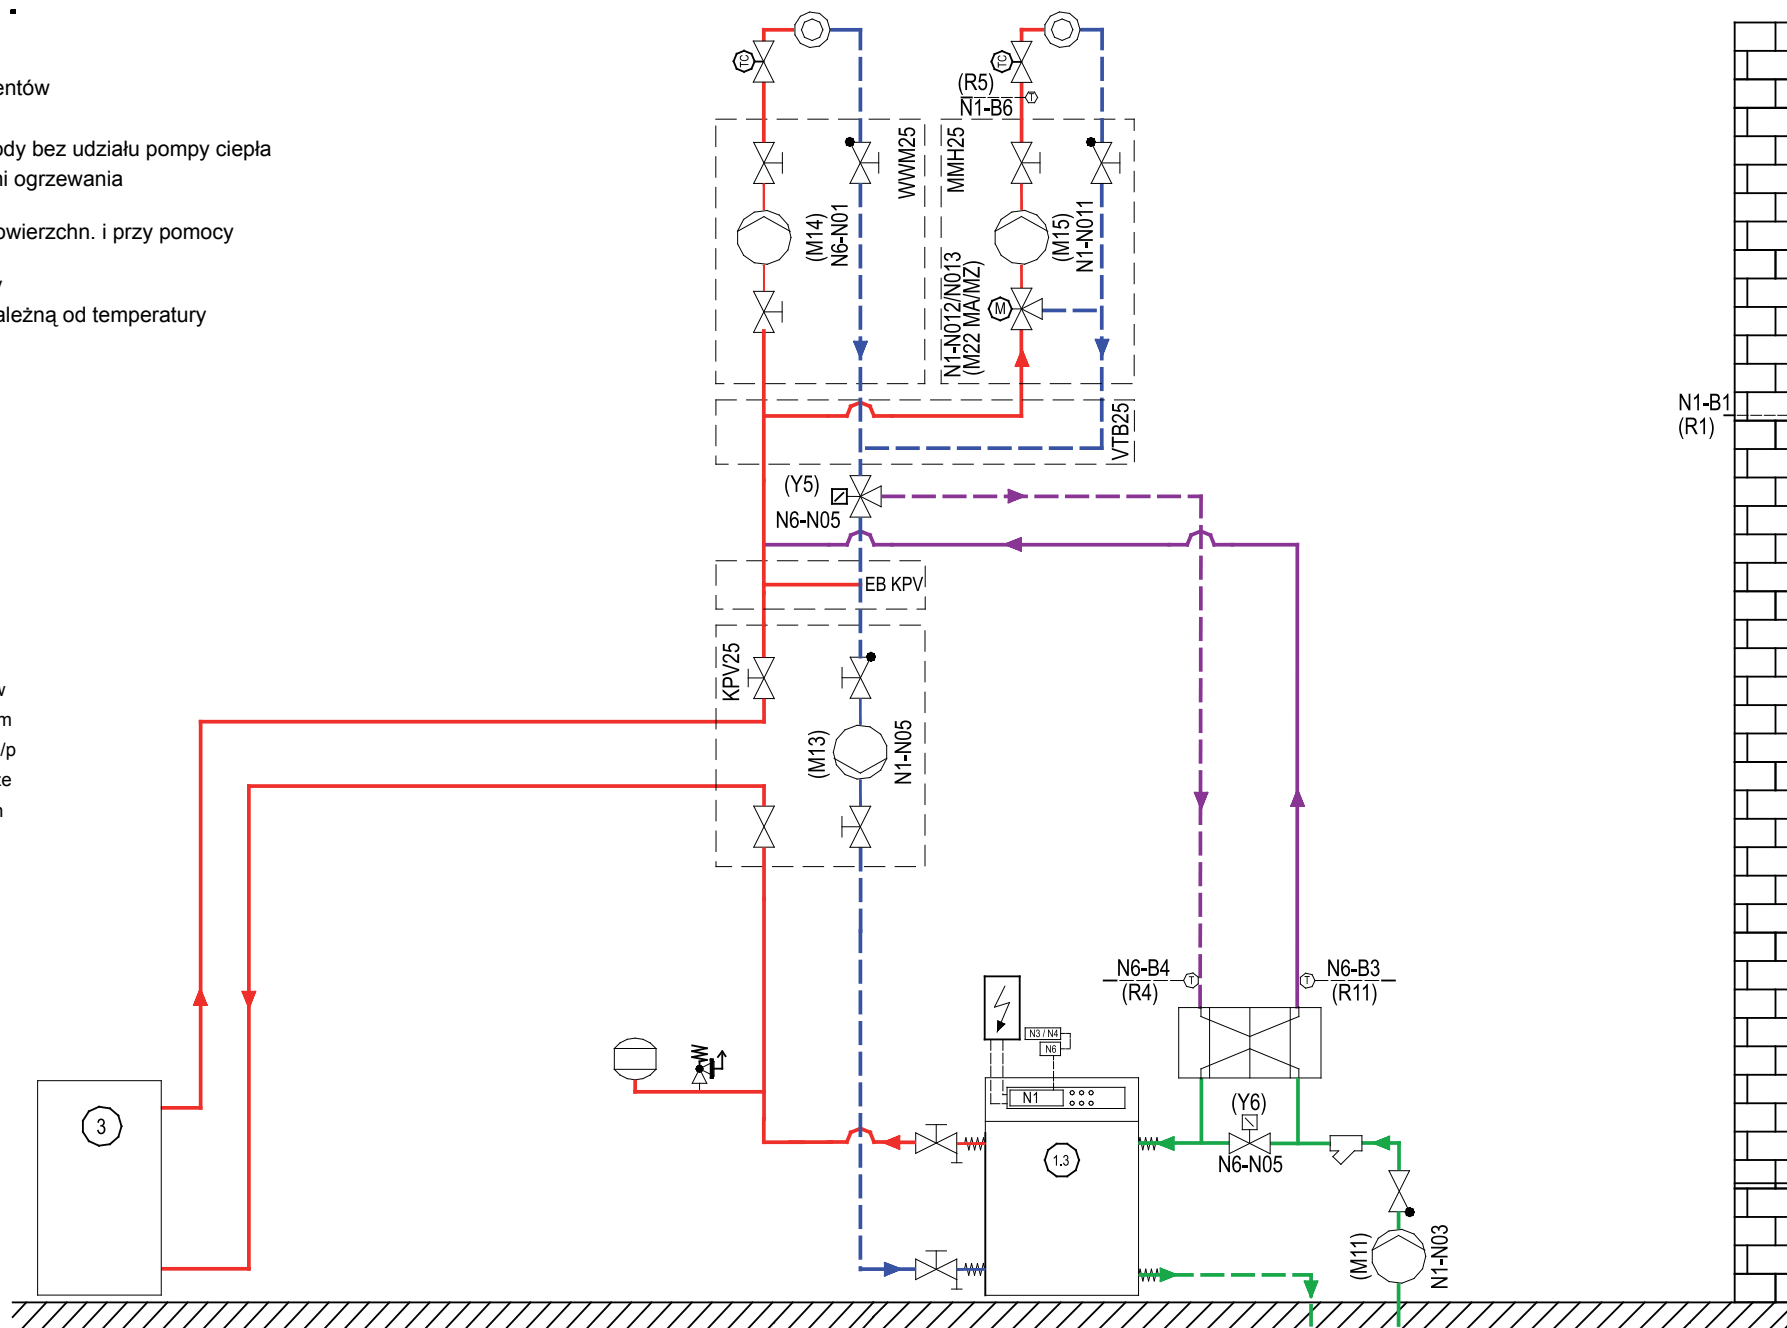 entów
ody bez udziału pompy ciepła
ni ogrzewania
owierzchn. i przy pomocy
y
ależną od temperatury
w
m
/p
te
h
TC
TC
(R5)
N1-B6
T
WWM25
MMH25
(M14)
N6-N01
(M15)
N1-N011
N1-N012/N013
(M22 MA/MZ)
M
VTB25
N1-B1
(R1)
(Y5)
N6-N05
EB KPV
KPV25
(M13)
N1-N05
N6-B4
(R4)
T
T
N6-B3
(R11)
N3 / N4
N6
N1
3
1.3
(Y6)
N6-N05
(M11)
N1-N03